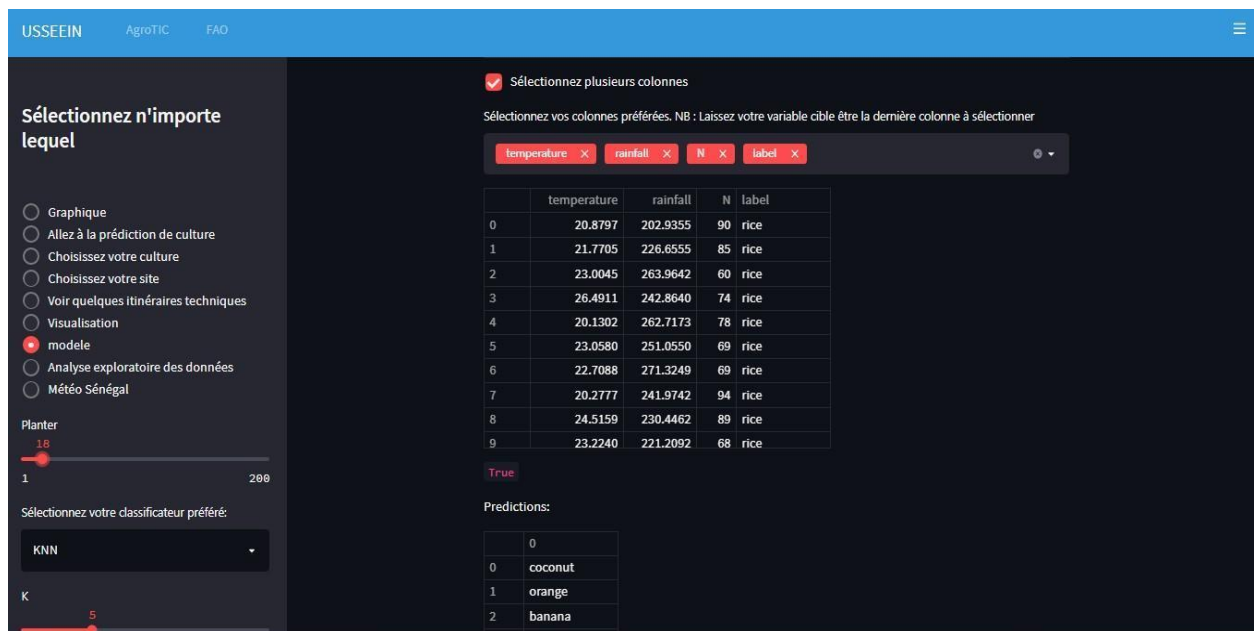 USSEEIN AgroTIC FAO
Sélectionnez n'importe
lequel
Graphique
Allez à la prédiction de culture
Choisissez votre culture
Choisissez votre site
Voir quelques itinéraires techniques
Visualisation
modele
Analyse exploratoire des données
Météo Sénégal
Planter
18
1 200
Sélectionnez votre classificateur préféré:
KNN
K
5
Sélectionnez plusieurs colonnes
Sélectionnez vos colonnes préférées. NB : Laissez votre variable cible être la dernière colonne à sélectionner
temperature rainfall N label
temperature rainfall N label
0 20.8797 202.9355 90 rice
1 21.7705 226.6555 85 rice
2 23.0045 263.9642 60 rice
3 26.4911 242.8640 74 rice
4 20.1302 262.7173 78 rice
5 23.0580 251.0550 69 rice
6 22.7088 271.3249 69 rice
7 20.2777 241.9742 94 rice
8 24.5159 230.4462 89 rice
9 23.2240 221.2092 68 rice
True
Predictions:
0
0 coconut
1 orange
2 banana